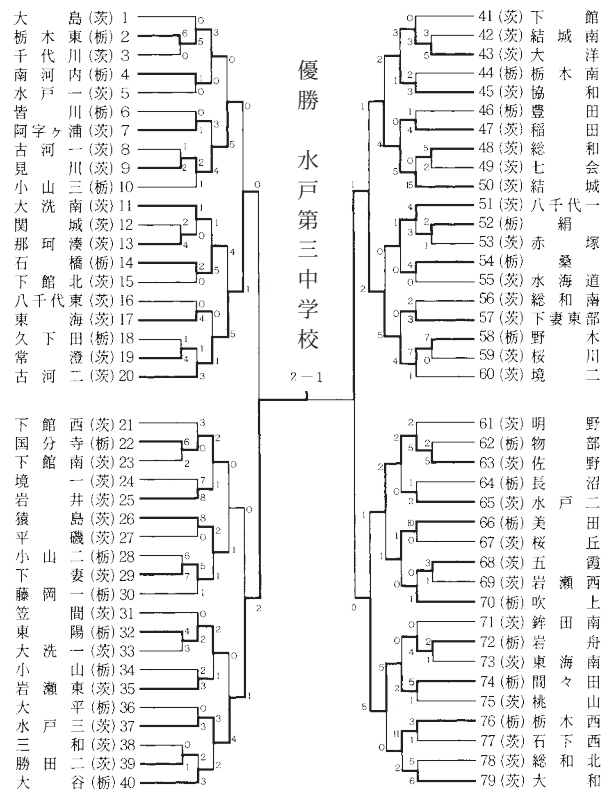 優勝 水戸第三中学校
2－1
大島(茨) 1
栃木東(栃) 2
千代川(茨) 3
南河内(栃) 4
水戸一(茨) 5
皆川(栃) 6
阿字ヶ浦(茨) 7
古河一(茨) 8
見川(茨) 9
小山三(栃) 10
大洗南(茨) 11
関城(茨) 12
那珂湊(茨) 13
石橋(栃) 14
下館北(茨) 15
八千代東(茨) 16
東海(茨) 17
久下田(栃) 18
常澄(茨) 19
古河二(茨) 20
下館西(茨) 21
国分寺(栃) 22
下館南(茨) 23
境一(茨) 24
岩井(茨) 25
猿島(茨) 26
平磯(茨) 27
小山二(栃) 28
下妻(茨) 29
藤岡一(栃) 30
笠間(茨) 31
東陽(栃) 32
大洗一(茨) 33
小山(栃) 34
岩瀬東(茨) 35
大平(栃) 36
水戸三(茨) 37
三和(茨) 38
勝田二(茨) 39
大谷(栃) 40
41 (茨) 下館
42 (茨) 結城南
43 (茨) 大洋
44 (栃) 栃木南
45 (茨) 協和
46 (栃) 豊田
47 (茨) 稲田
48 (茨) 総和
49 (茨) 七会
50 (茨) 結城
51 (茨) 八千代一
52 (栃) 絹
53 (茨) 赤塚
54 (栃) 桑
55 (茨) 水海道
56 (茨) 総和南
57 (茨) 下妻東部
58 (栃) 野木
59 (茨) 桜川
60 (茨) 境二
61 (茨) 明野
62 (栃) 物部
63 (茨) 佐野
64 (栃) 長沼
65 (茨) 水戸二
66 (栃) 美田
67 (茨) 桜丘
68 (茨) 五霞
69 (茨) 岩瀬西
70 (栃) 吹上
71 (茨) 鉾田南
72 (栃) 岩舟
73 (茨) 東海南
74 (栃) 間々田
75 (茨) 桃山
76 (栃) 栃木西
77 (茨) 石下西
78 (茨) 総和北
79 (茨) 大和